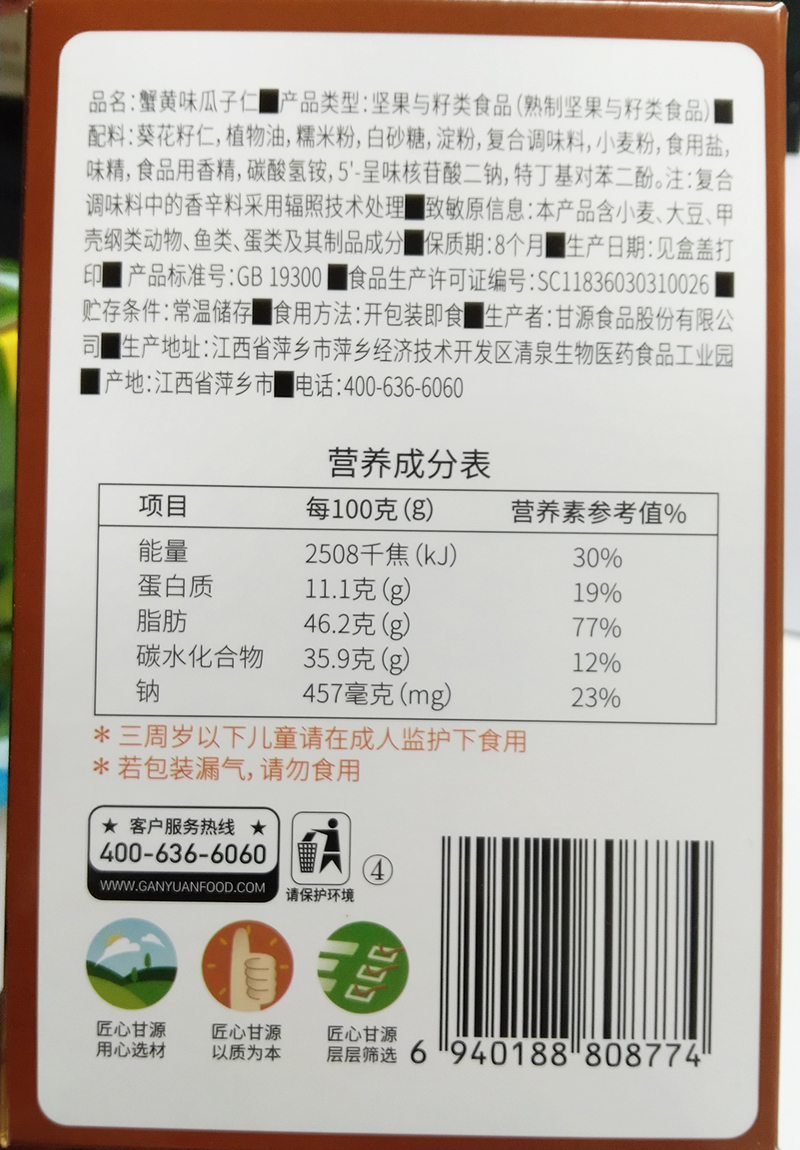 品名:蟹黄味瓜子仁■产品类型:坚果与籽类食品(熟制坚果与籽类食品)■
配料:葵花籽仁,植物油,糯米粉,白砂糖,淀粉,复合调味料,小麦粉,食用盐,
味精,食品用香精,碳酸氢铵,5'-呈味核苷酸二钠,特丁基对苯二酚。注:复合
调味料中的香辛料采用辐照技术处理■致敏原信息:本产品含小麦、大豆、甲
壳纲类动物、鱼类、蛋类及其制品成分■保质期:8个月■生产日期:见盒盖打
印■产品标准号:GB 19300■食品生产许可证编号:SC11836030310026■
贮存条件:常温储存■食用方法:开包装即食■生产者:甘源食品股份有限公
司■生产地址:江西省萍乡市萍乡经济技术开发区清泉生物医药食品工业园
■产地:江西省萍乡市■电话:400-636-6060
营养成分表
项目 每100克(g) 营养素参考值%
能量 2508千焦(kJ) 30%
蛋白质 11.1克(g) 19%
脂肪 46.2克(g) 77%
碳水化合物 35.9克(g) 12%
钠 457毫克(mg) 23%
*三周岁以下儿童请在成人监护下食用
*若包装漏气,请勿食用
★ 客户服务热线 ★
400-636-6060
WWW.GANYUANFOOD.COM
请保护环境
④
匠心甘源
用心选材
匠心甘源
以质为本
匠心甘源
层层筛选
6 940188 808774